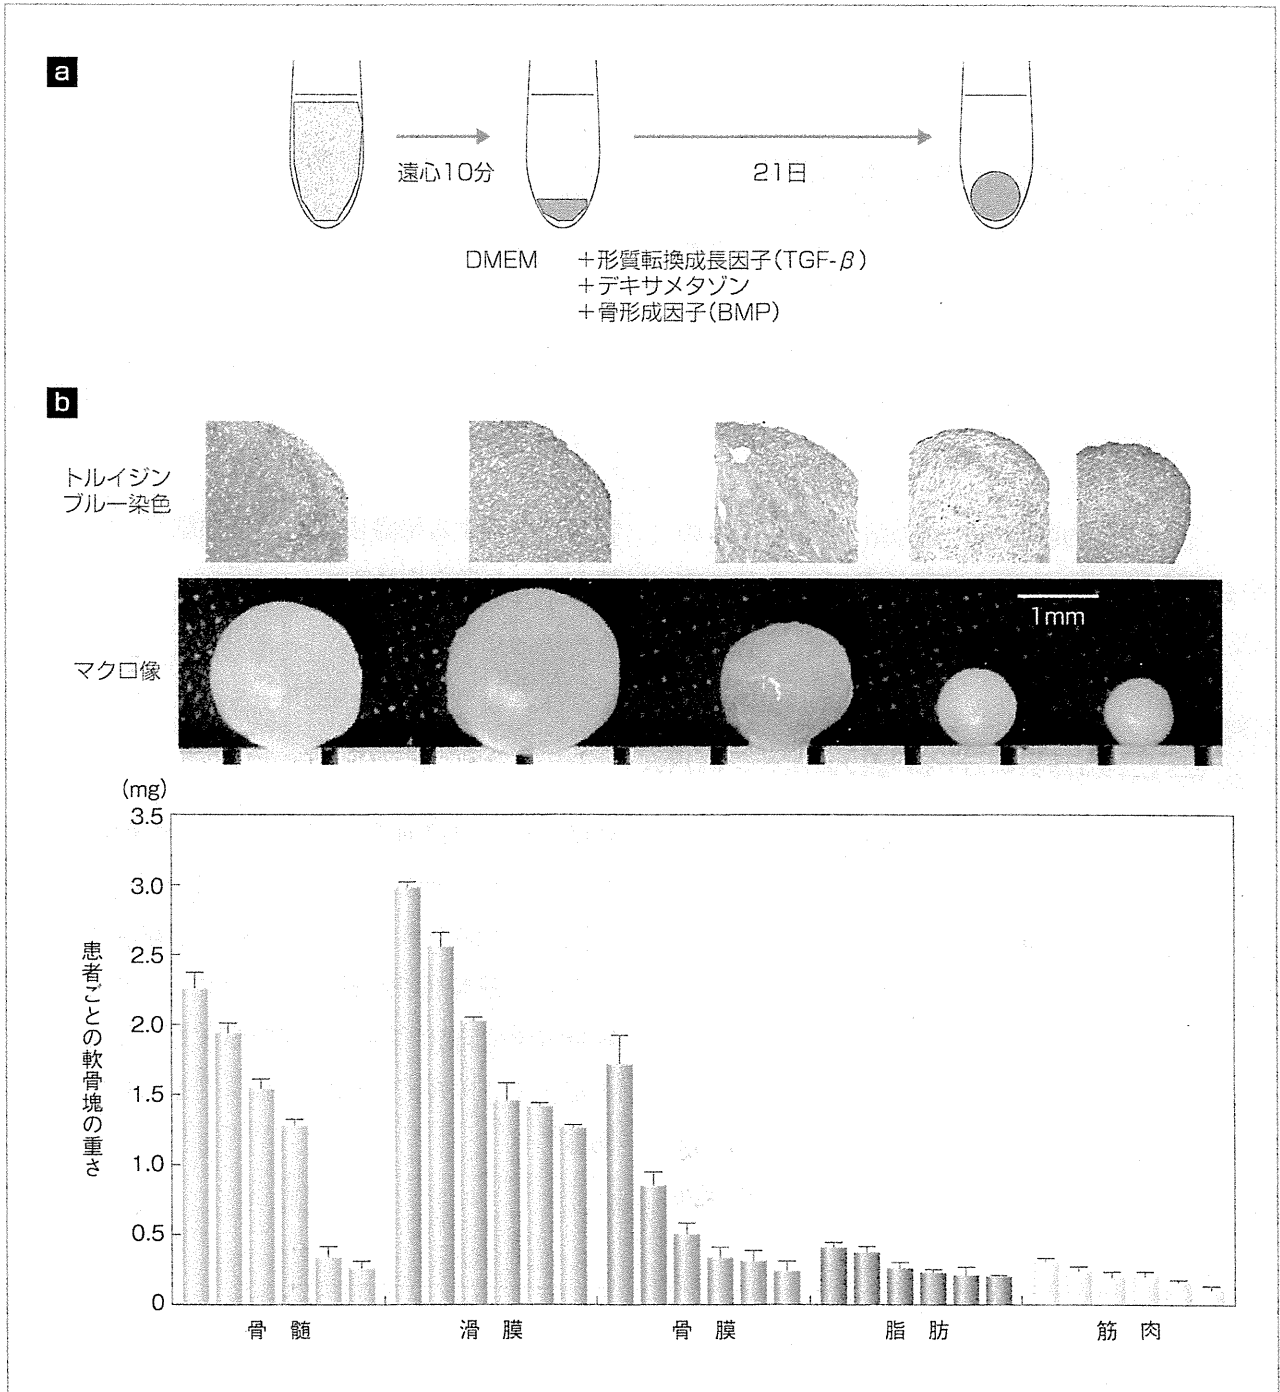 a
遠心10分
21日
DMEM +形質転換成長因子(TGF-β)
+デキサメタゾン
+骨形成因子(BMP)
b
トルイジン
ブルー染色
1mm
マクロ像
(mg)
3.5
3.0
2.5
2.0
1.5
1.0
0.5
0
患者ごとの軟骨塊の重さ
骨髄
滑膜
骨膜
脂肪
筋肉